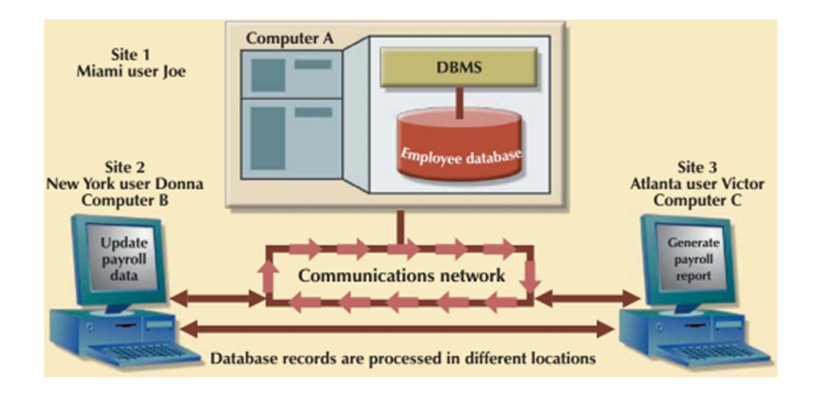 Computer A
Site 1
Miami user Joe
DBMS
Employee database
Site 2
New York user Donna
Computer B
Site 3
Atlanta user Victor
Computer C
Update
payroll
data
Generate
payroll
report
Communications network
Database records are processed in different locations